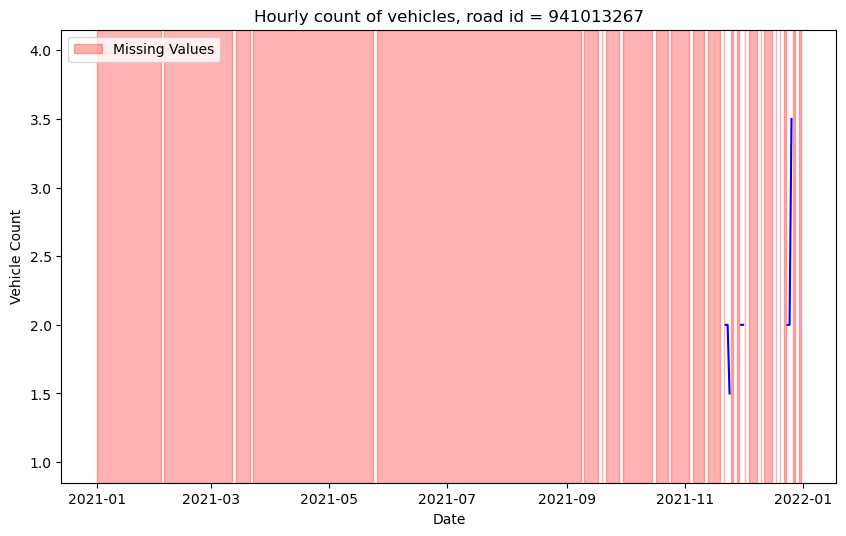 Hourly count of vehicles, road id = 941013267
Missing Values
4.0
3.5
3.0
2.5
2.0
1.5
1.0
Vehicle Count
2021-01 2021-03 2021-05 2021-07 2021-09 2021-11 2022-01
Date